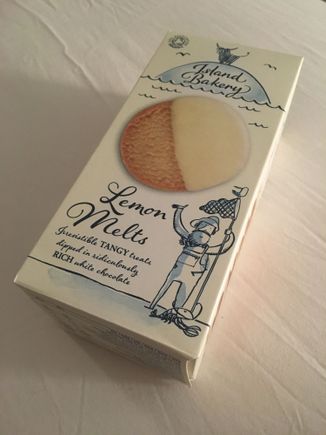 Island
Bakery
Lemon
Melts
Irresistible TANGY treats
dipped in ridiculously
RICH white chocolate